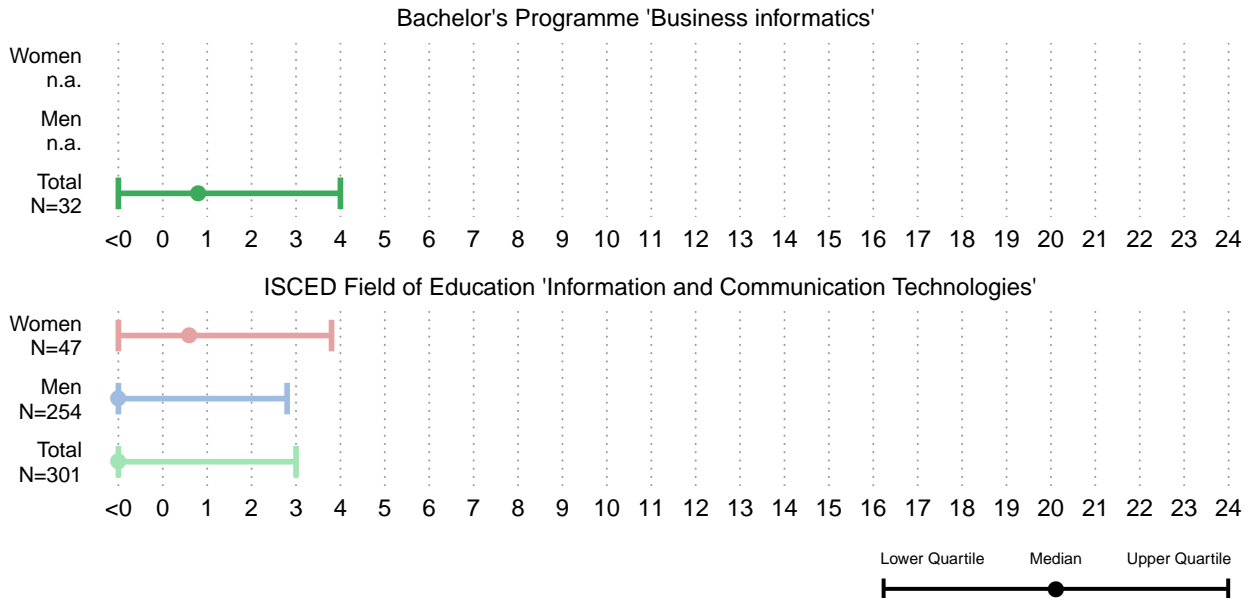 Bachelor's Programme 'Business informatics'
Women
n.a.
Men
n.a.
Total
N=32
<0 0 1 2 3 4 5 6 7 8 9 10 11 12 13 14 15 16 17 18 19 20 21 22 23 24
ISCED Field of Education 'Information and Communication Technologies'
Women
N=47
Men
N=254
Total
N=301
<0 0 1 2 3 4 5 6 7 8 9 10 11 12 13 14 15 16 17 18 19 20 21 22 23 24
Lower Quartile Median Upper Quartile